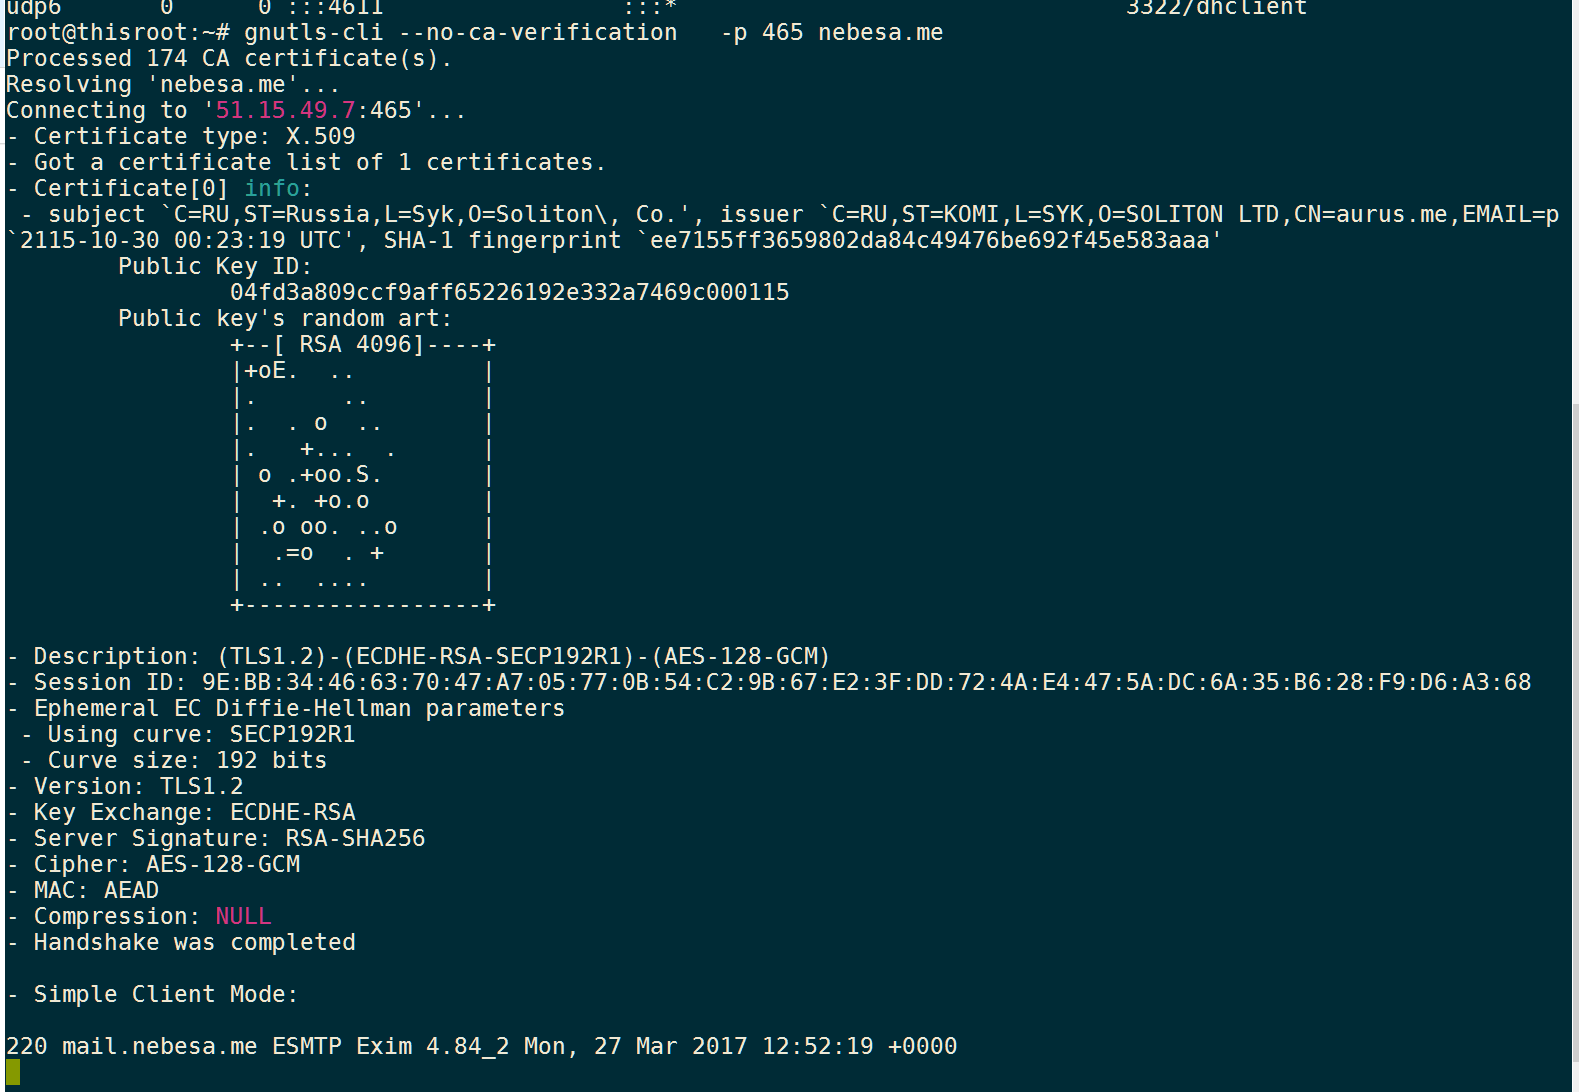 udp6       0      0 :::4611                 :::*                                3322/dhclient
root@thisroot:~# gnutls-cli --no-ca-verification   -p 465 nebesa.me
Processed 174 CA certificate(s).
Resolving 'nebesa.me'...
Connecting to '51.15.49.7:465'...
- Certificate type: X.509
- Got a certificate list of 1 certificates.
- Certificate[0] info:
 - subject `C=RU,ST=Russia,L=Syk,O=Soliton\, Co.', issuer `C=RU,ST=KOMI,L=SYK,O=SOLITON LTD,CN=aurus.me,EMAIL=p
`2115-10-30 00:23:19 UTC', SHA-1 fingerprint `ee7155ff3659802da84c49476be692f45e583aaa'
        Public Key ID:
                04fd3a809ccf9aff65226192e332a7469c000115
        Public key's random art:
                +--[ RSA 4096]----+
                |+oE.  ..         |
                |.      ..        |
                |.  . o  ..       |
                |.   +...  .      |
                | o .+oo.S.       |
                |  +. +o.o        |
                | .o oo. ..o      |
                |  .=o  . +       |
                | ..  ....        |
                +-----------------+
- Description: (TLS1.2)-(ECDHE-RSA-SECP192R1)-(AES-128-GCM)
- Session ID: 9E:BB:34:46:63:70:47:A7:05:77:0B:54:C2:9B:67:E2:3F:DD:72:4A:E4:47:5A:DC:6A:35:B6:28:F9:D6:A3:68
- Ephemeral EC Diffie-Hellman parameters
 - Using curve: SECP192R1
 - Curve size: 192 bits
- Version: TLS1.2
- Key Exchange: ECDHE-RSA
- Server Signature: RSA-SHA256
- Cipher: AES-128-GCM
- MAC: AEAD
- Compression: NULL
- Handshake was completed
- Simple Client Mode:
220 mail.nebesa.me ESMTP Exim 4.84_2 Mon, 27 Mar 2017 12:52:19 +0000